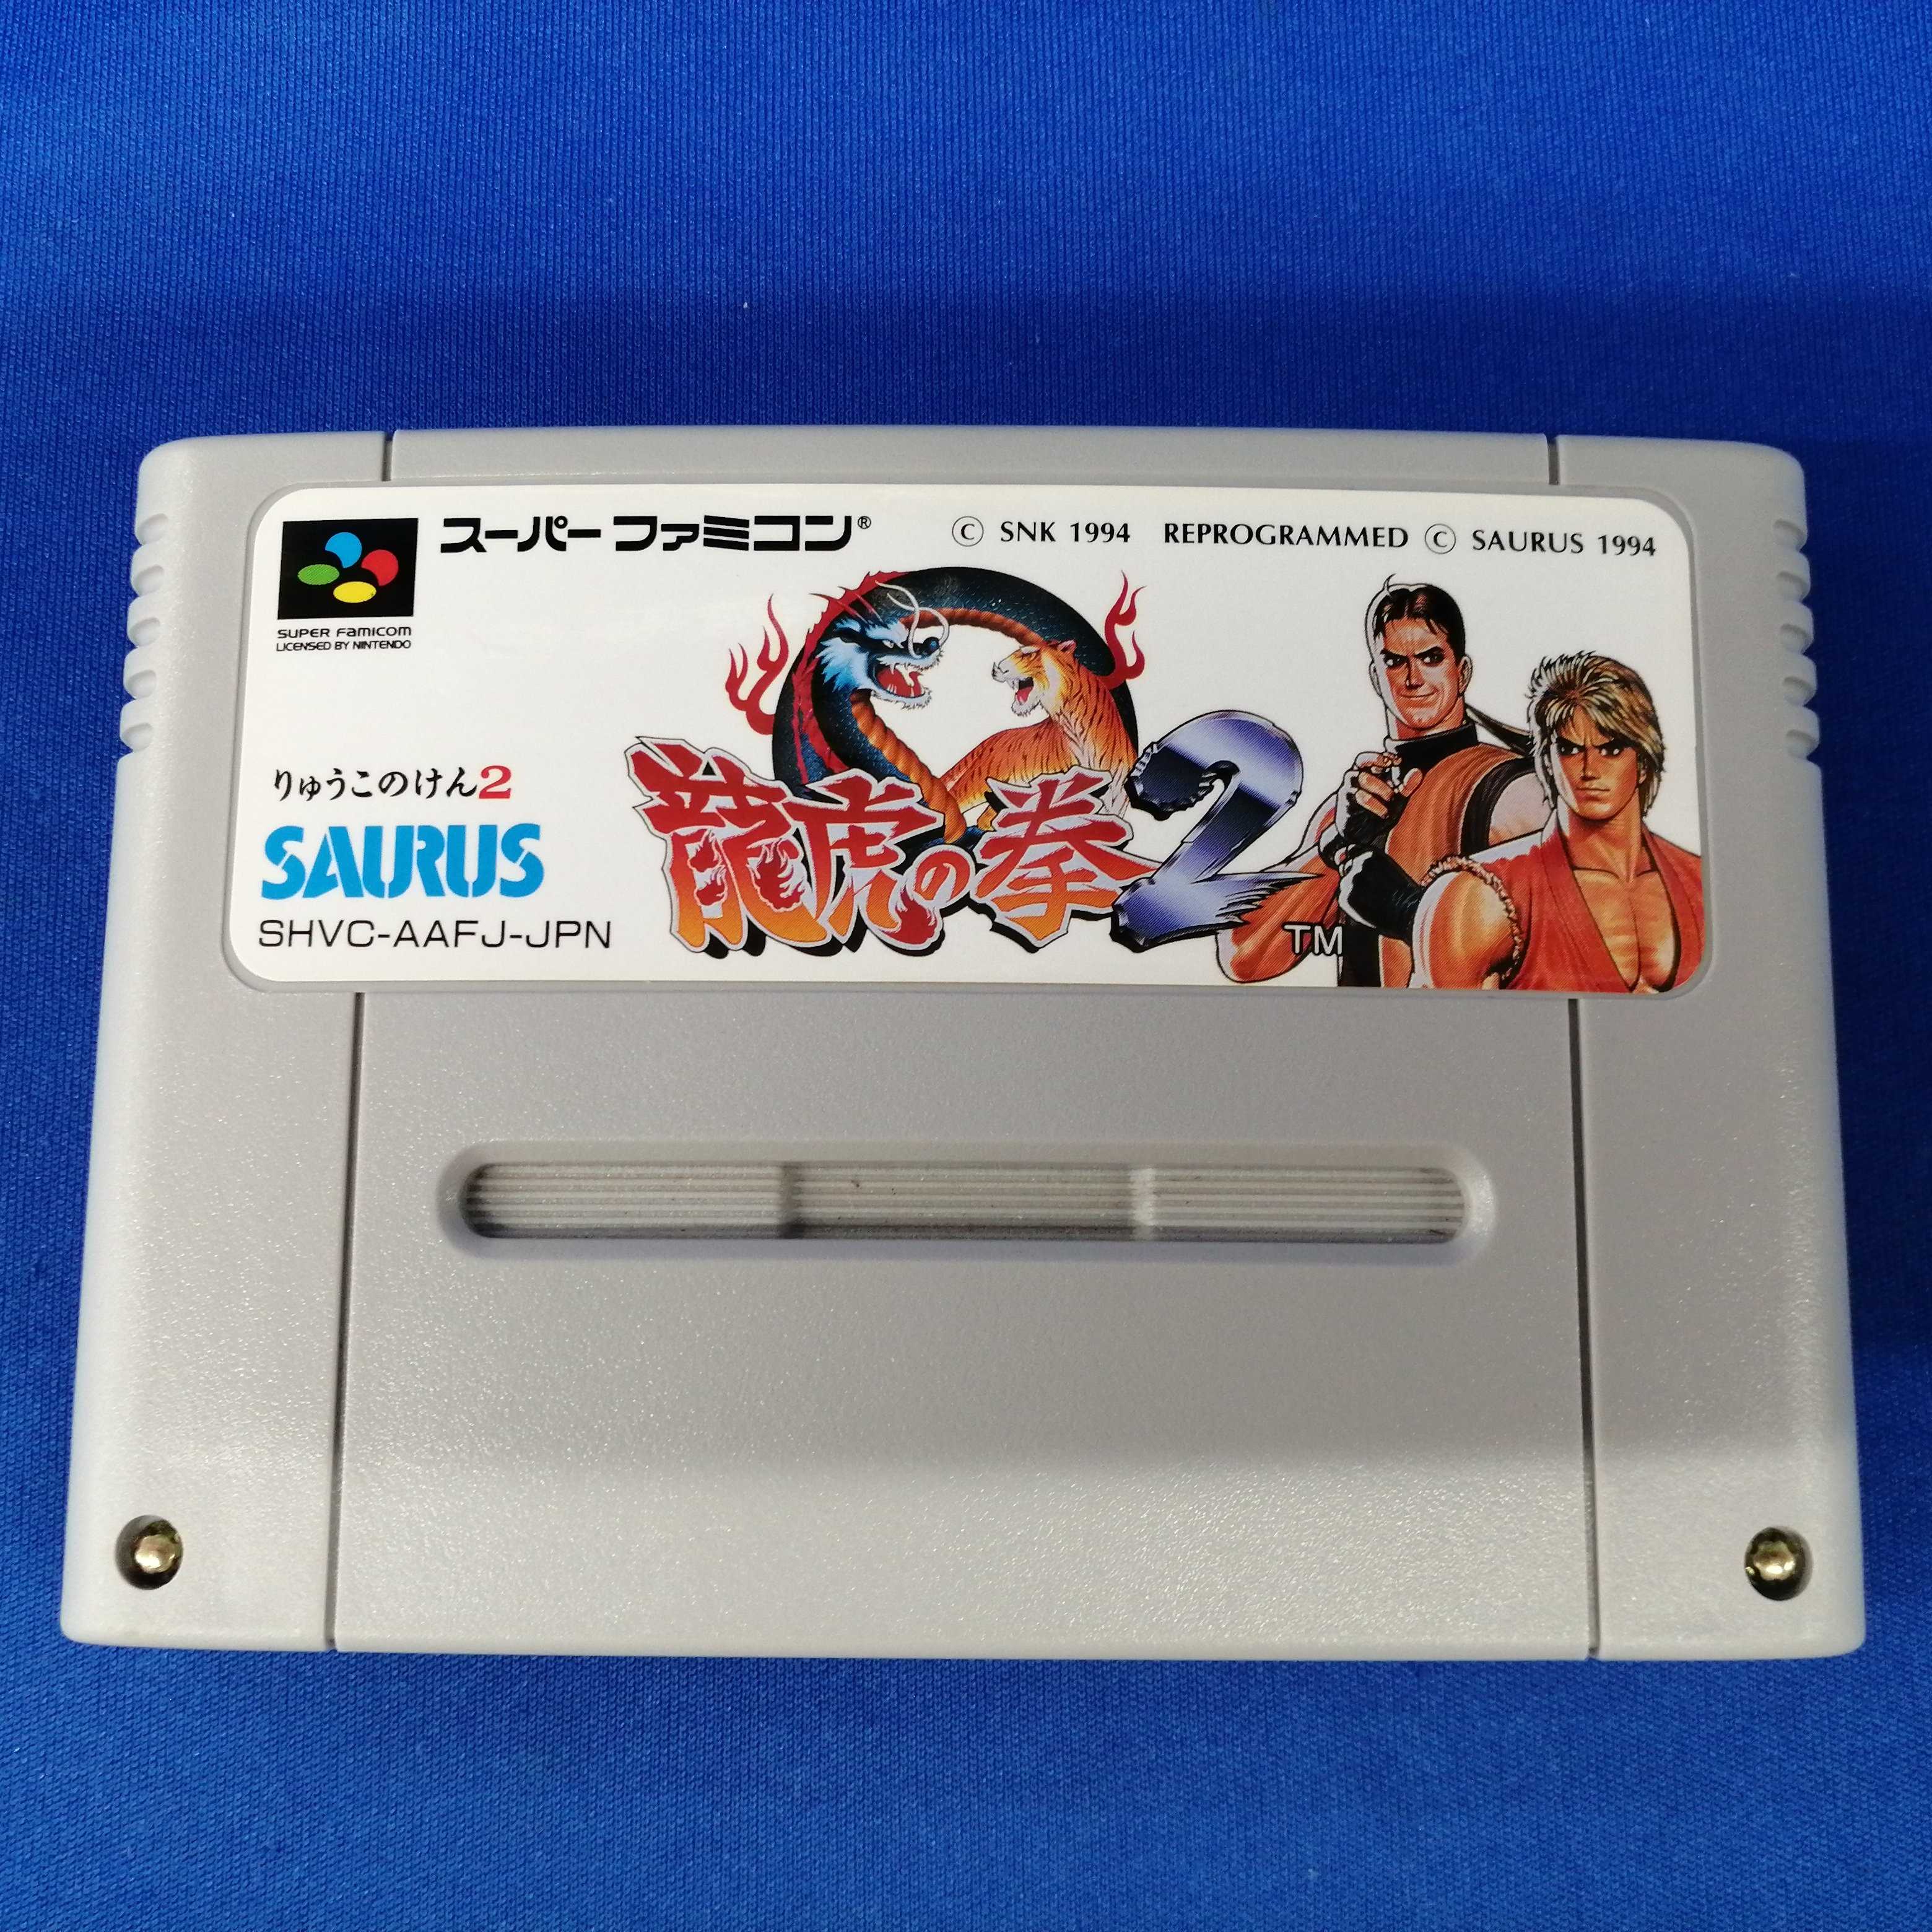 スーパーファミコン®
© SNK 1994 REPROGRAMMED © SAURUS 1994
SUPER FAMICOM
LICENSED BY NINTENDO
りゅうこのけん2
SAURUS
SHVC-AAFJ-JPN
龍虎の拳2
TM